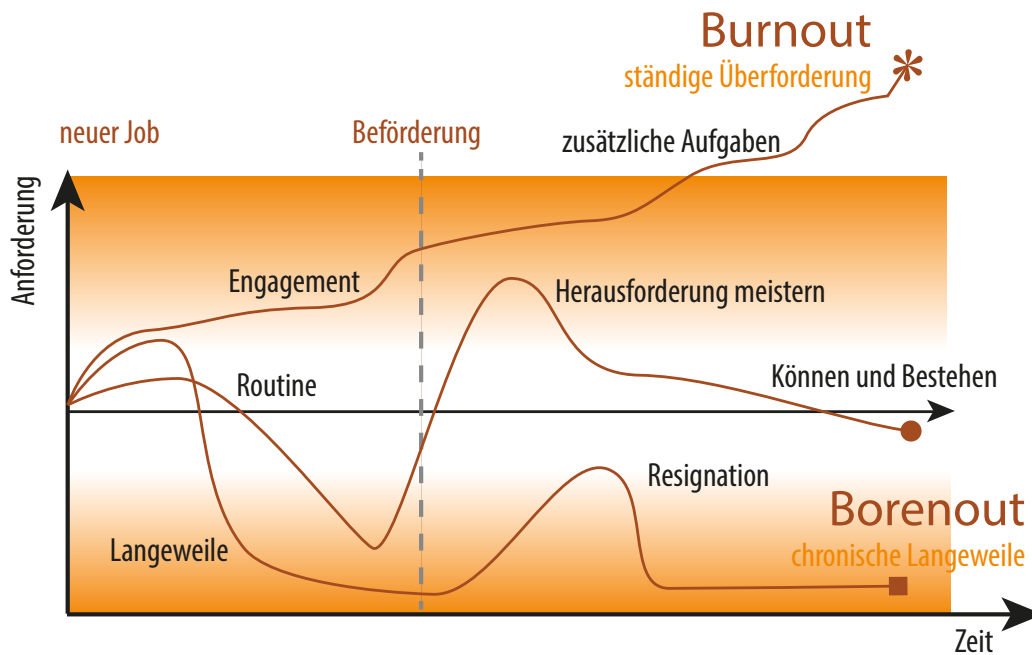 Burnout
ständige Überforderung
neuer Job
Beförderung
zusätzliche Aufgaben
Anforderung
Engagement
Herausforderung meistern
Routine
Können und Bestehen
Resignation
Langeweile
Borenout
chronische Langeweile
Zeit